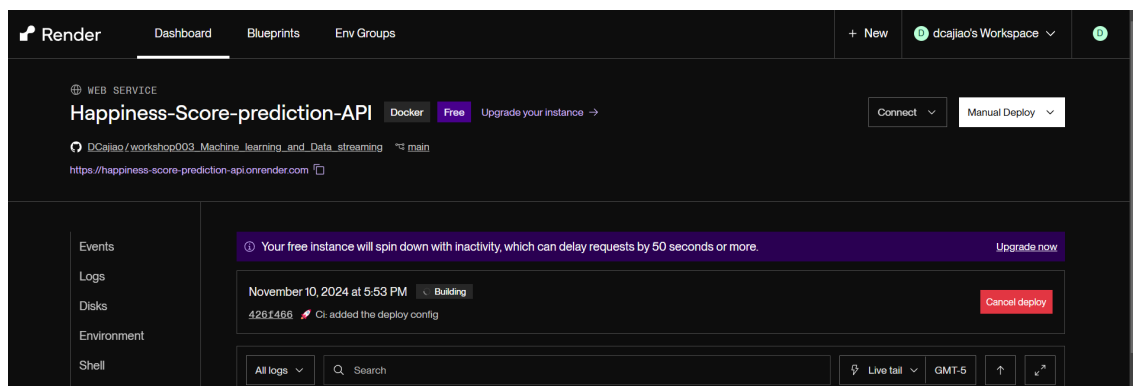 Render Dashboard Blueprints Env Groups + New D dcajiao's Workspace D
WEB SERVICE
Happiness-Score-prediction-API Docker Free Upgrade your instance → Connect Manual Deploy
DCajiao / workshop003_Machine_learning_and_Data_streaming main
https://happiness-score-prediction-api.onrender.com
Events
Logs
Disks
Environment
Shell
Your free instance will spin down with inactivity, which can delay requests by 50 seconds or more. Upgrade now
November 10, 2024 at 5:53 PM Building
426f466 🚀 Ci: added the deploy config
Cancel deploy
All logs Search Live tail GMT-5